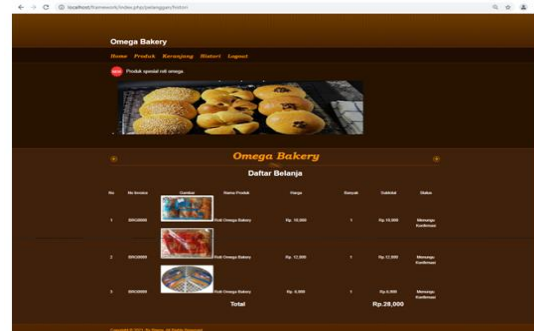 localhost/framework/index.php/pelanggan/histori
Omega Bakery
Home Produk Keranjang Histori Logout
Produk spesial roti omega.
Omega Bakery
Daftar Belanja
No No Invoice Gambar Nama Produk Harga Banyak Subtotal Status
1 Roti Omega Bakery Rp. 10,000 1 Rp.10,000 Menunggu Konfirmasi
2 Roti Omega Bakery Rp. 12,000 1 Rp.12,000 Menunggu Konfirmasi
3 Roti Omega Bakery Rp. 6,000 1 Rp.6,000 Menunggu Konfirmasi
Total Rp.28,000